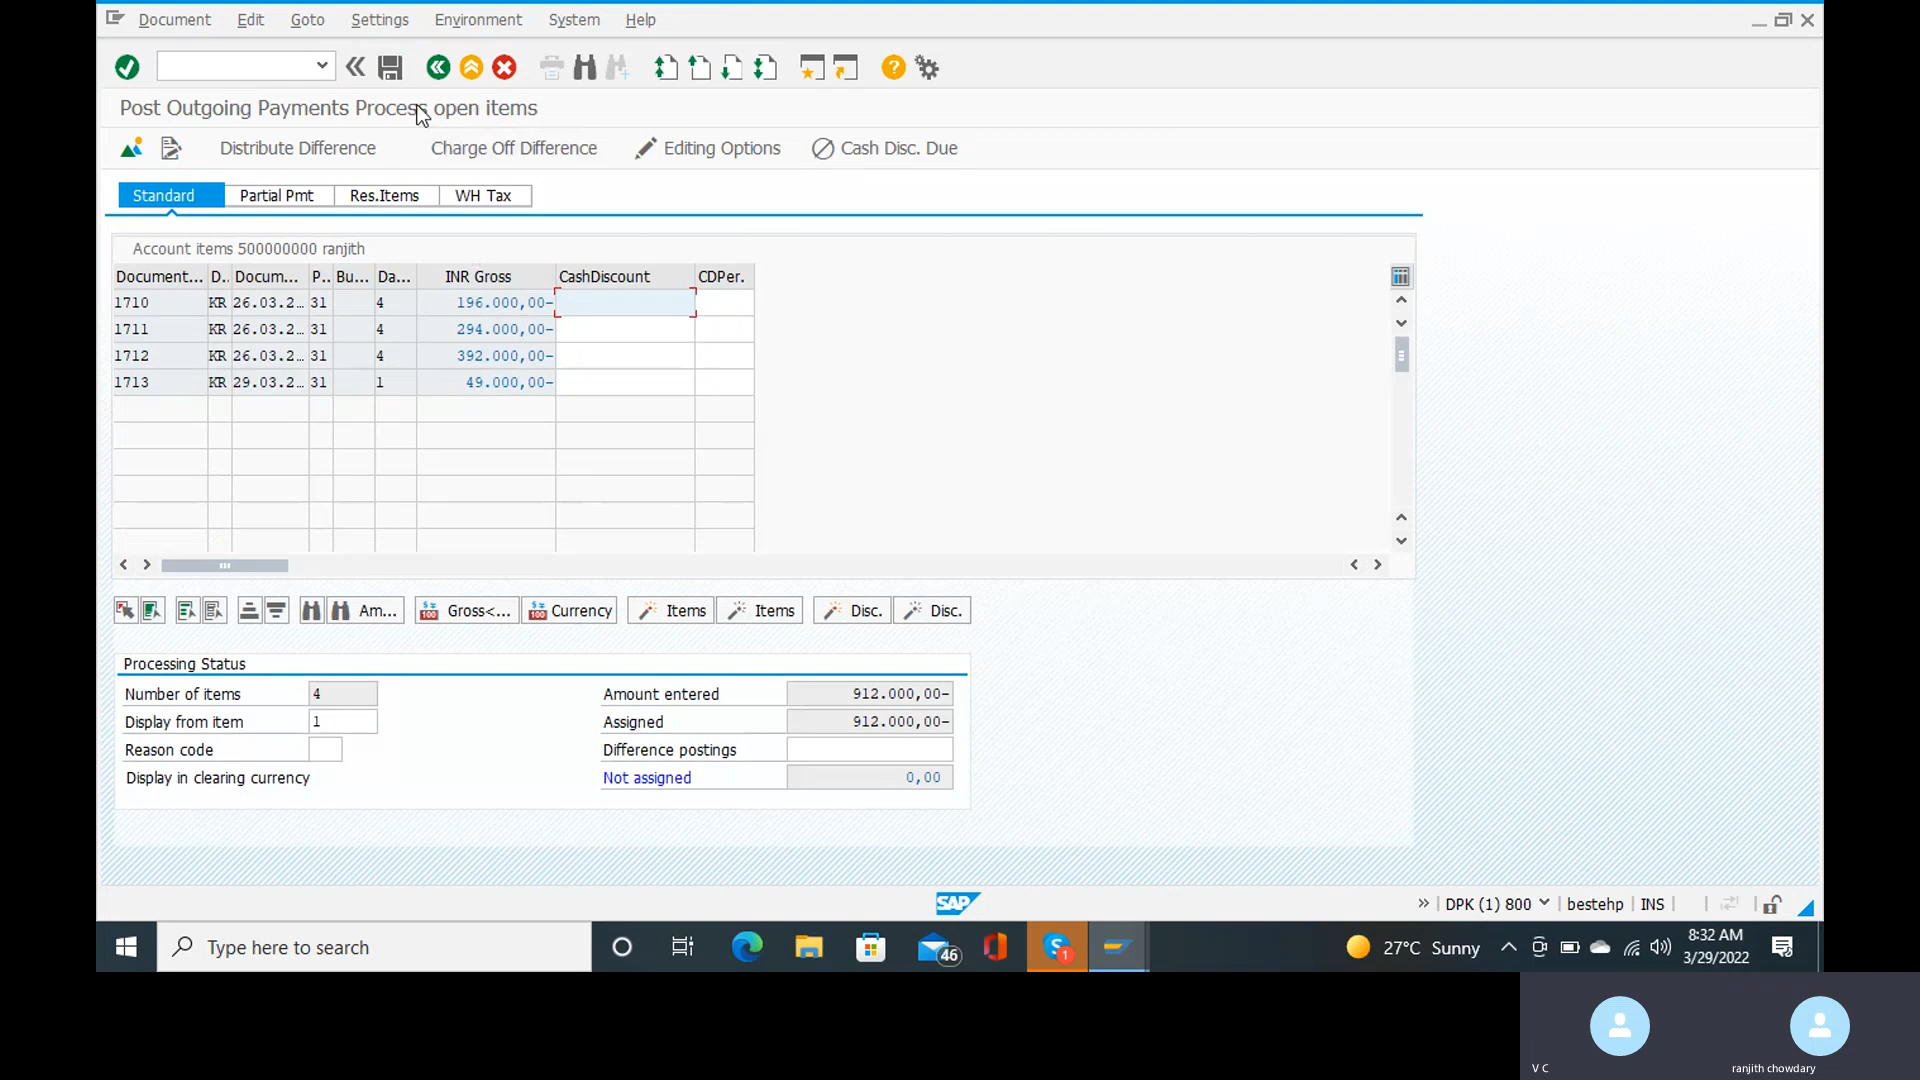 Document Edit Goto Settings Environment System Help
Post Outgoing Payments Process open items
Distribute Difference Charge Off Difference Editing Options Cash Disc. Due
Standard Partial Pmt Res.Items WH Tax
Account items 500000000 ranjith
Document... D.. Docum... P.. Bu... Da... INR Gross CashDiscount CDPer.
1710 KR 26.03.2... 31 4 196.000,00-
1711 KR 26.03.2... 31 4 294.000,00-
1712 KR 26.03.2... 31 4 392.000,00-
1713 KR 29.03.2... 31 1 49.000,00-
Am... Gross<... Currency Items Items Disc. Disc.
Processing Status
Number of items 4 Amount entered 912.000,00-
Display from item 1 Assigned 912.000,00-
Reason code Difference postings
Display in clearing currency Not assigned 0,00
SAP DPK (1) 800 bestehp INS
Type here to search 46 1 27°C Sunny 8:32 AM
3/29/2022
V C ranjith chowdary